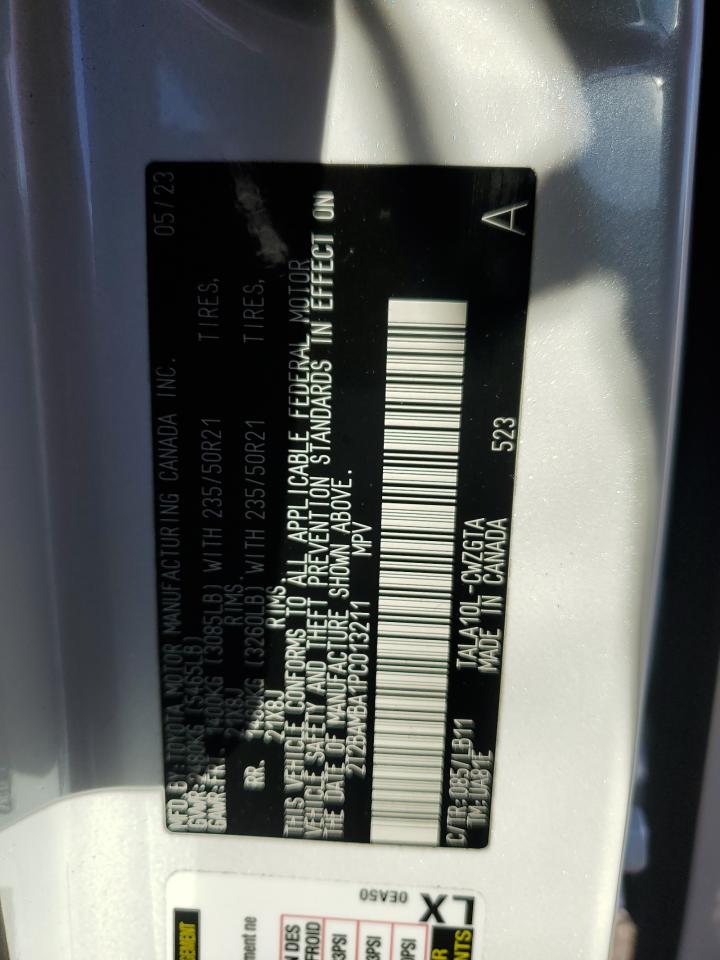 MFD BY:TOYOTA MOTOR MANUFACTURING CANADA INC. 05/23
GVWR: 2480KG (5465LB)
GAWR:FR. 1400KG (3085LB) WITH 235/50R21 TIRES,
21X8J RIMS.
RR. 1480KG (3260LB) WITH 235/50R21 TIRES,
21X8J RIMS.
THIS VEHICLE CONFORMS TO ALL APPLICABLE FEDERAL MOTOR
VEHICLE SAFETY AND THEFT PREVENTION STANDARDS IN EFFECT ON
THE DATE OF MANUFACTURE SHOWN ABOVE.
2T2BAMBA1PC013211 MPV
C/TR:085/LB11 TALA10L-CWZGTA A
TM:UA81E MADE IN CANADA 523
LX
0EA50